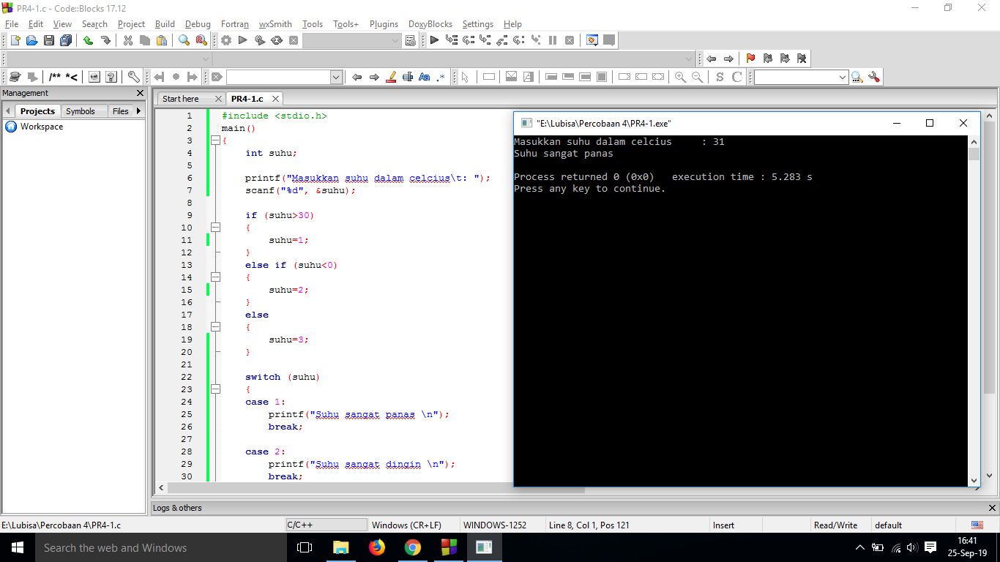 PR4-1.c - Code::Blocks 17.12
File Edit View Search Project Build Debug Fortran wxSmith Tools Tools+ Plugins DoxyBlocks Settings Help
/** *<
Aa .*
S C
Management
Projects Symbols Files
Workspace
Start here PR4-1.c
1 #include <stdio.h>
2 main()
3 {
4 int suhu;
5
6 printf("Masukkan suhu dalam celcius\t: ");
7 scanf("%d", &suhu);
8
9 if (suhu>30)
10 {
11 suhu=1;
12 }
13 else if (suhu<0)
14 {
15 suhu=2;
16 }
17 else
18 {
19 suhu=3;
20 }
21
22 switch (suhu)
23 {
24 case 1:
25 printf("Suhu sangat panas \n");
26 break;
27
28 case 2:
29 printf("Suhu sangat dingin \n");
30 break;
"E:\Lubisa\Percobaan 4\PR4-1.exe"
Masukkan suhu dalam celcius : 31
Suhu sangat panas
Process returned 0 (0x0) execution time : 5.283 s
Press any key to continue.
Logs & others
E:\Lubisa\Percobaan 4\PR4-1.c C/C++ Windows (CR+LF) WINDOWS-1252 Line 8, Col 1, Pos 121 Insert Read/Write default
Search the web and Windows
16:41
25-Sep-19